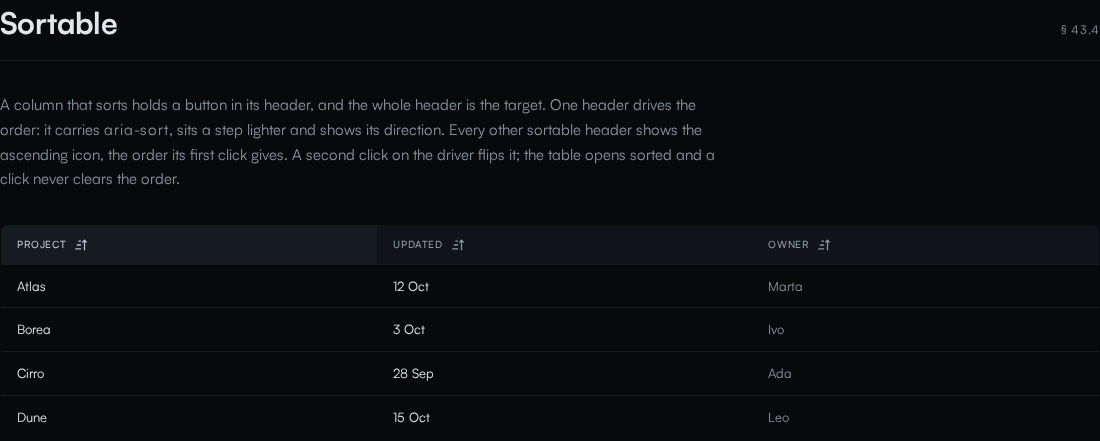 Sortable
§ 43.4
A column that sorts holds a button in its header, and the whole header is the target. One header drives the
order: it carries aria-sort, sits a step lighter and shows its direction. Every other sortable header shows the
ascending icon, the order its first click gives. A second click on the driver flips it; the table opens sorted and a
click never clears the order.
PROJECT UPDATED OWNER
Atlas 12 Oct Marta
Borea 3 Oct Ivo
Cirro 28 Sep Ada
Dune 15 Oct Leo